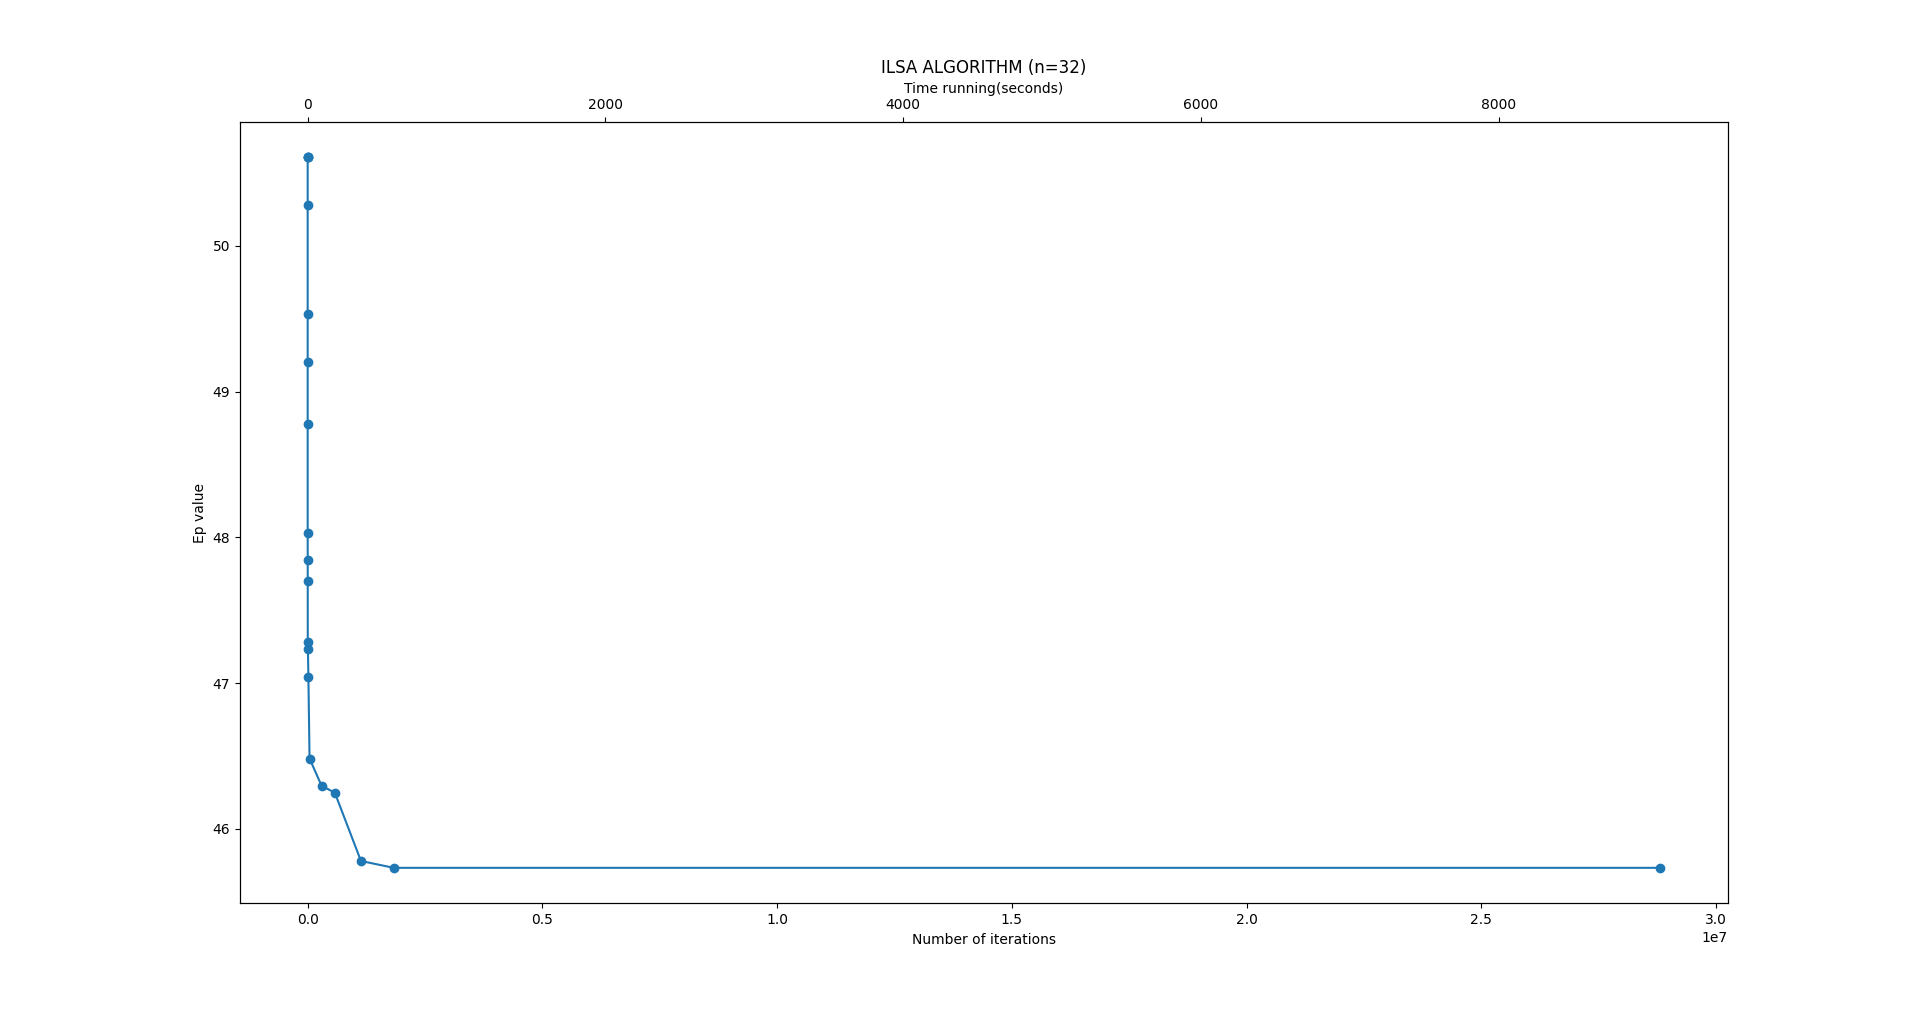 ILSA ALGORITHM (n=32)
Time running(seconds)
0 2000 4000 6000 8000
50
49
48
47
46
Ep value
0.0 0.5 1.0 1.5 2.0 2.5 3.0
1e7
Number of iterations